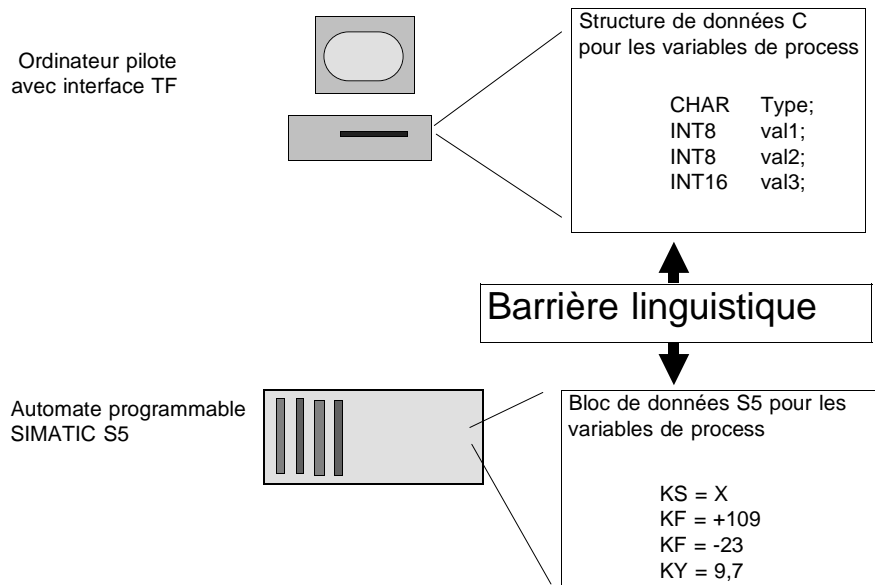 Ordinateur pilote
avec interface TF
Structure de données C
pour les variables de process
CHAR Type;
INT8 val1;
INT8 val2;
INT16 val3;
Barrière linguistique
Automate programmable
SIMATIC S5
Bloc de données S5 pour les
variables de process
KS = X
KF = +109
KF = -23
KY = 9,7